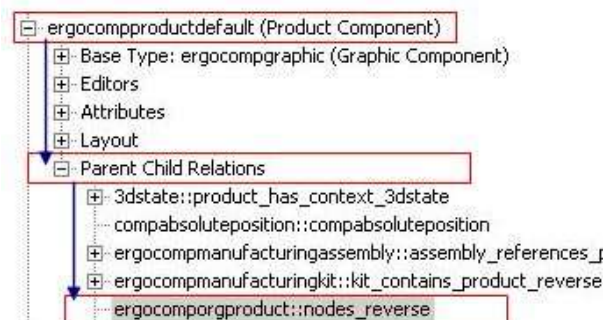 ergocompproductdefault (Product Component)
Base Type: ergocompgraphic (Graphic Component)
Editors
Attributes
Layout
Parent Child Relations
3dstate::product_has_context_3dstate
compabsoluteposition::compabsoluteposition
ergocompmanufacturingassembly::assembly_references_p
ergocompmanufacturingkit::kit_contains_product_reverse
ergocomporgproduct::nodes_reverse